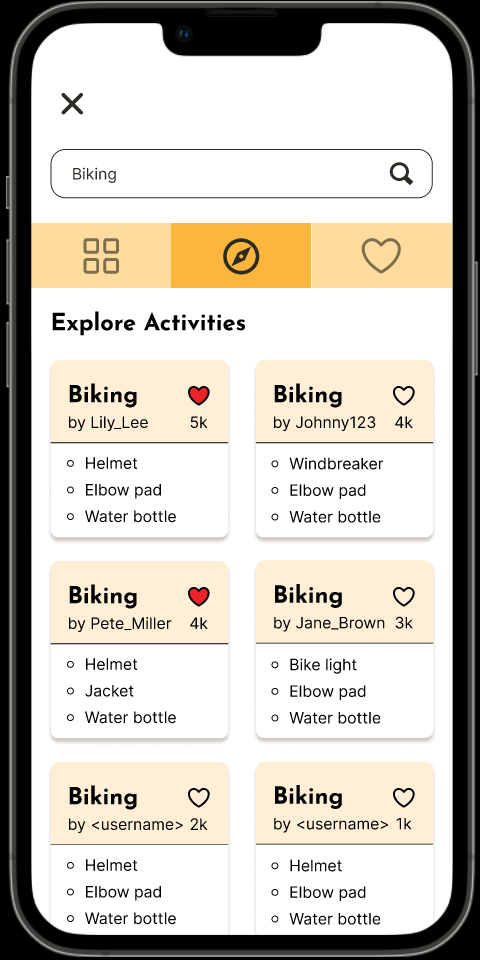 Biking
Explore Activities
Biking
by Lily_Lee 5k
Helmet
Elbow pad
Water bottle
Biking
by Johnny123 4k
Windbreaker
Elbow pad
Water bottle
Biking
by Pete_Miller 4k
Helmet
Jacket
Water bottle
Biking
by Jane_Brown 3k
Bike light
Elbow pad
Water bottle
Biking
by <username> 2k
Helmet
Elbow pad
Water bottle
Biking
by <username> 1k
Helmet
Elbow pad
Water bottle